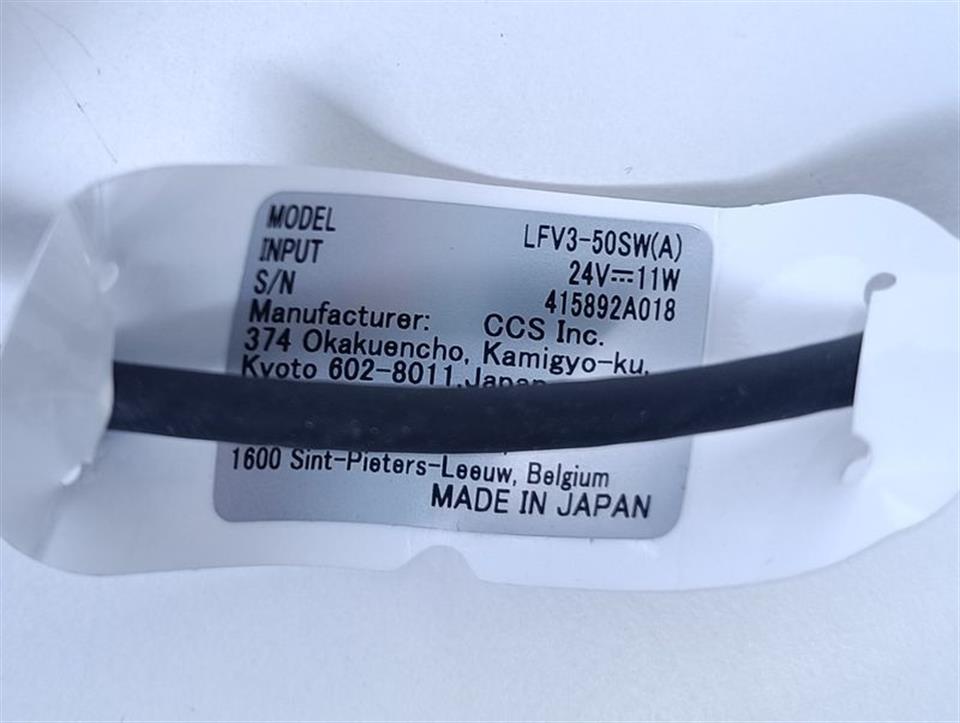 MODEL LFV3-50SW(A)
INPUT 24V⎓11W
S/N 415892A018
Manufacturer: CCS Inc.
374 Okakuencho, Kamigyo-ku,
Kyoto 602-8011, Japan
1600 Sint-Pieters-Leeuw, Belgium
MADE IN JAPAN